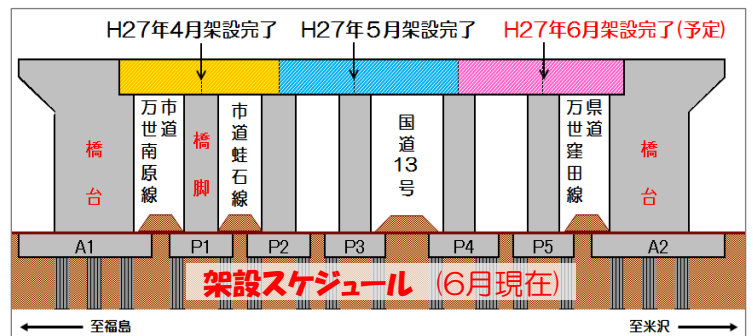 H27年4月架設完了
H27年5月架設完了
H27年6月架設完了(予定)
橋台
市道
万世南原線
橋脚
市道蛙石線
国道13号
県道
万世窪田線
橋台
A1
P1
P2
P3
P4
P5
A2
架設スケジュール (6月現在)
至福島
至米沢